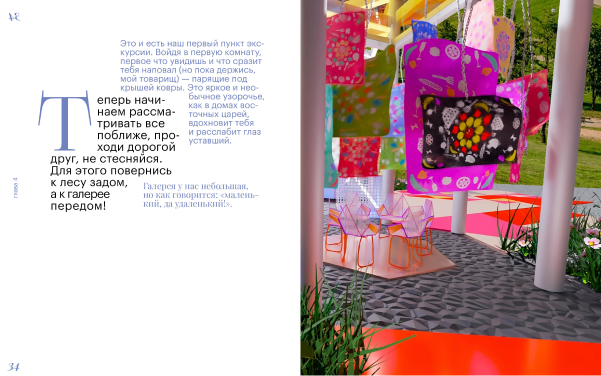 34
Это и есть наш первый пункт экс-
курсии. Войдя в первую комнату,
первое что увидишь и что сразит
тебя наповал (но пока держись,
мой товарищ) — парящие под
крышей ковры. Это яркое и нео-
бычное узорочье,
как в домах вос-
точных царей,
вдохновит тебя
и расслабит глаз
уставший.
Теперь начи-
наем рассма-
тривать все
поближе, про-
ходи дорогой
друг, не стесняйся.
Для этого повернись
к лесу задом,
а к галерее
передом!
Галерея у нас небольшая,
но как говорится: «малень-
кий, да удаленький!».
глава 4
34